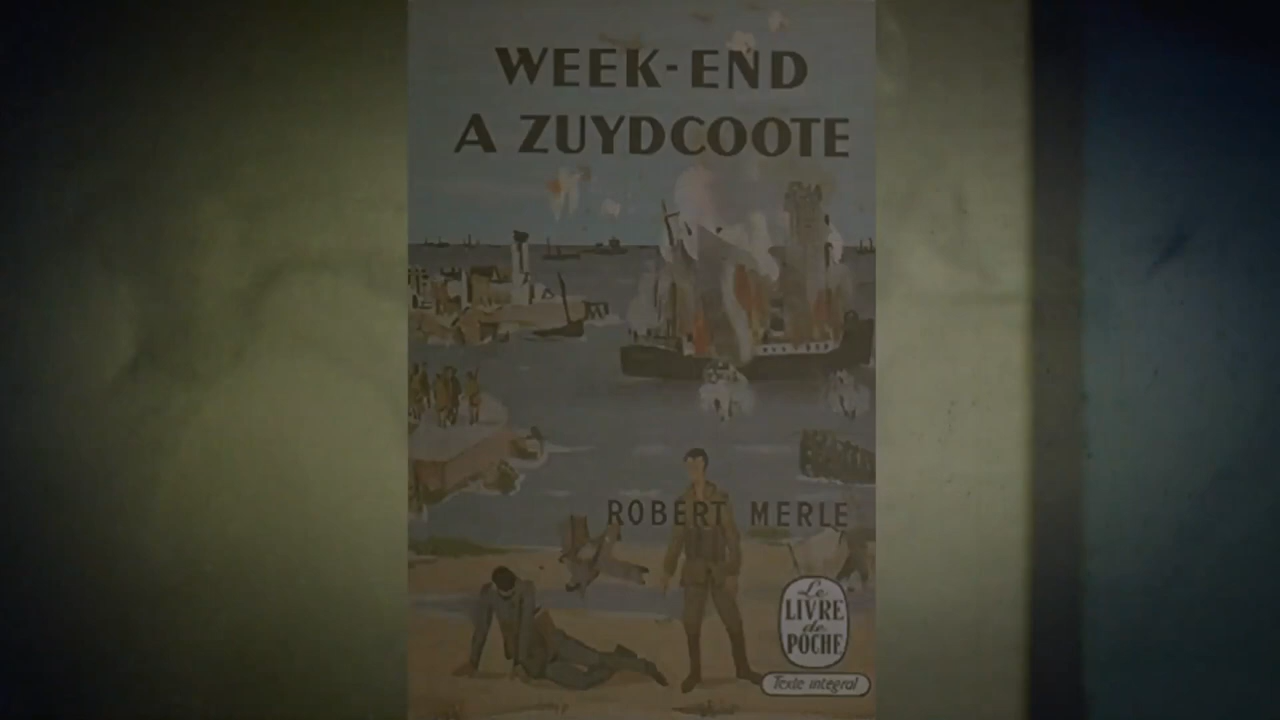 WEEK-END
A ZUYDCOOTE
ROBERT MERLE
Le
LIVRE
de
POCHE
Texte intégral